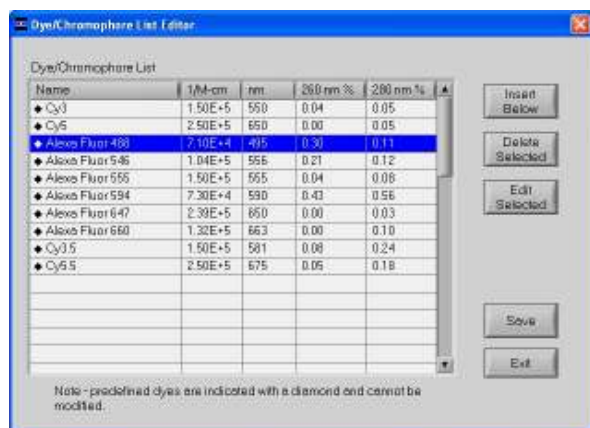 Dye/Chromophore List Editor
Dye/Chromophore List
Name 1/M-cm nm 260 nm % 280 nm %
Cy3 1.50E+5 550 0.04 0.05
Cy5 2.50E+5 650 0.00 0.05
Alexa Fluor 488 7.10E+4 495 0.30 0.11
Alexa Fluor 546 1.04E+5 556 0.21 0.12
Alexa Fluor 555 1.50E+5 555 0.04 0.08
Alexa Fluor 594 7.30E+4 590 0.43 0.56
Alexa Fluor 647 2.39E+5 650 0.00 0.03
Alexa Fluor 660 1.32E+5 663 0.00 0.10
Cy3.5 1.50E+5 581 0.08 0.24
Cy5.5 2.50E+5 675 0.05 0.18
Insert
Below
Delete
Selected
Edit
Selected
Save
Exit
Note - predefined dyes are indicated with a diamond and cannot be
modified.